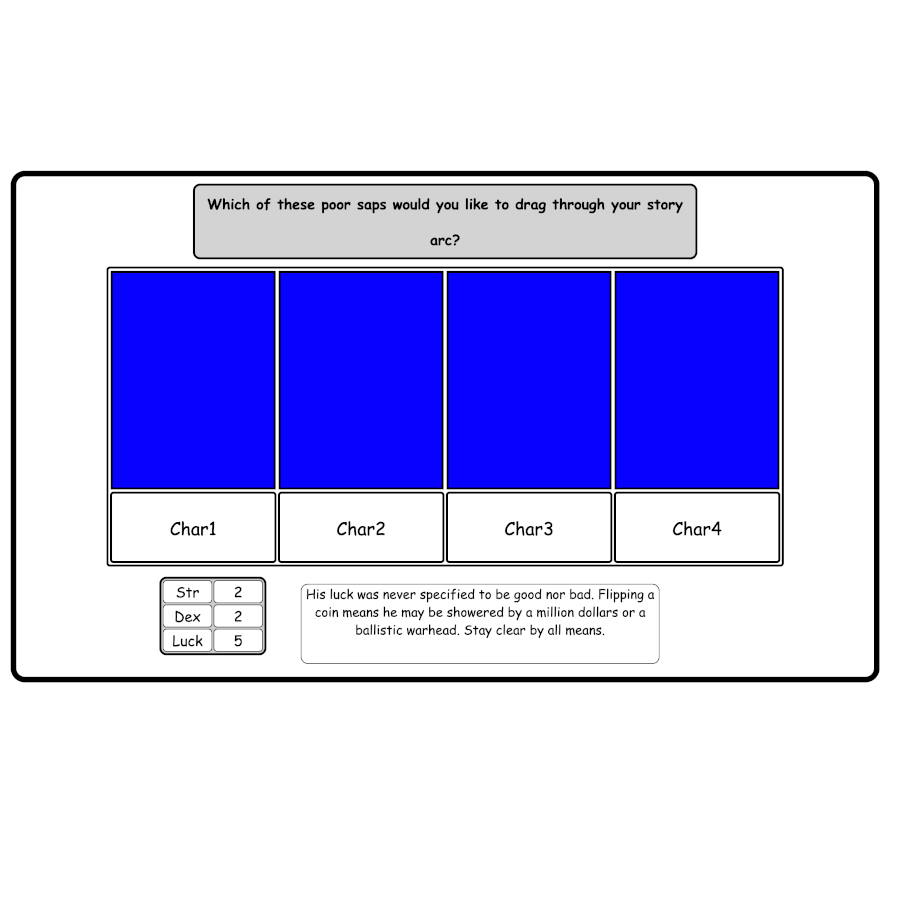 Which of these poor saps would you like to drag through your story
arc?
Char1 Char2 Char3 Char4
Str 2
Dex 2
Luck 5
His luck was never specified to be good nor bad. Flipping a
coin means he may be showered by a million dollars or a
ballistic warhead. Stay clear by all means.